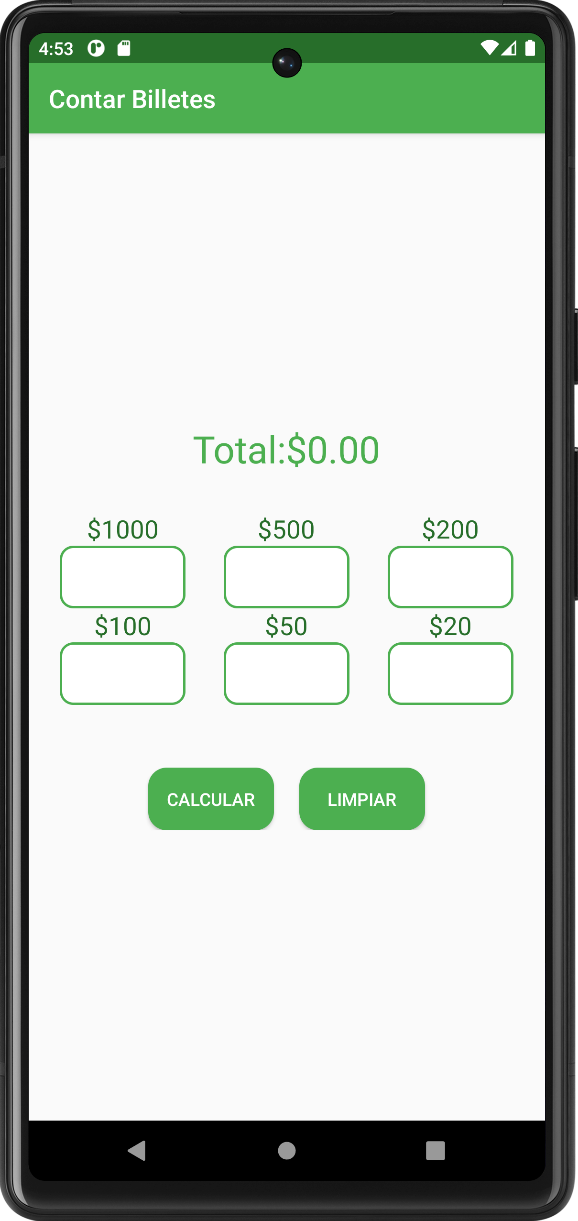 4:53
Contar Billetes
Total:$0.00
$1000 $500 $200
$100 $50 $20
CALCULAR LIMPIAR